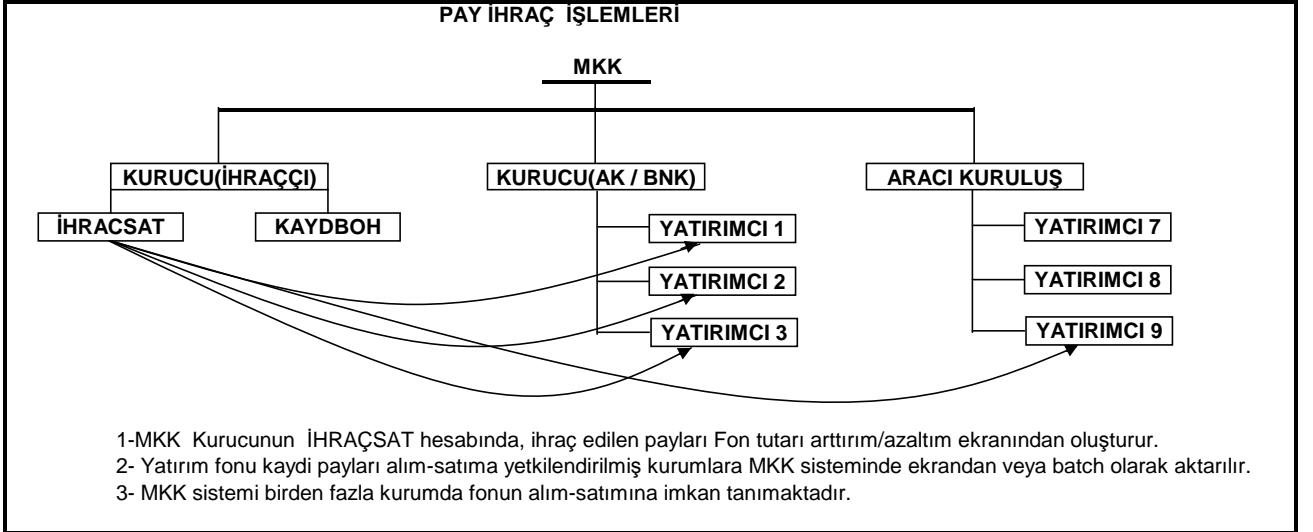 PAY İHRAÇ İŞLEMLERİ
MKK
KURUCU(İHRAÇÇI)
KURUCU(AK / BNK)
ARACI KURULUŞ
İHRACSAT
KAYDBOH
YATIRIMCI 1
YATIRIMCI 7
YATIRIMCI 2
YATIRIMCI 8
YATIRIMCI 3
YATIRIMCI 9
1-MKK Kurucunun İHRAÇSAT hesabında, ihraç edilen payları Fon tutarı arttırım/azaltım ekranından oluşturur.
2- Yatırım fonu kaydi payları alım-satıma yetkilendirilmiş kurumlara MKK sisteminde ekrandan veya batch olarak aktarılır.
3- MKK sistemi birden fazla kurumda fonun alım-satımına imkan tanımaktadır.